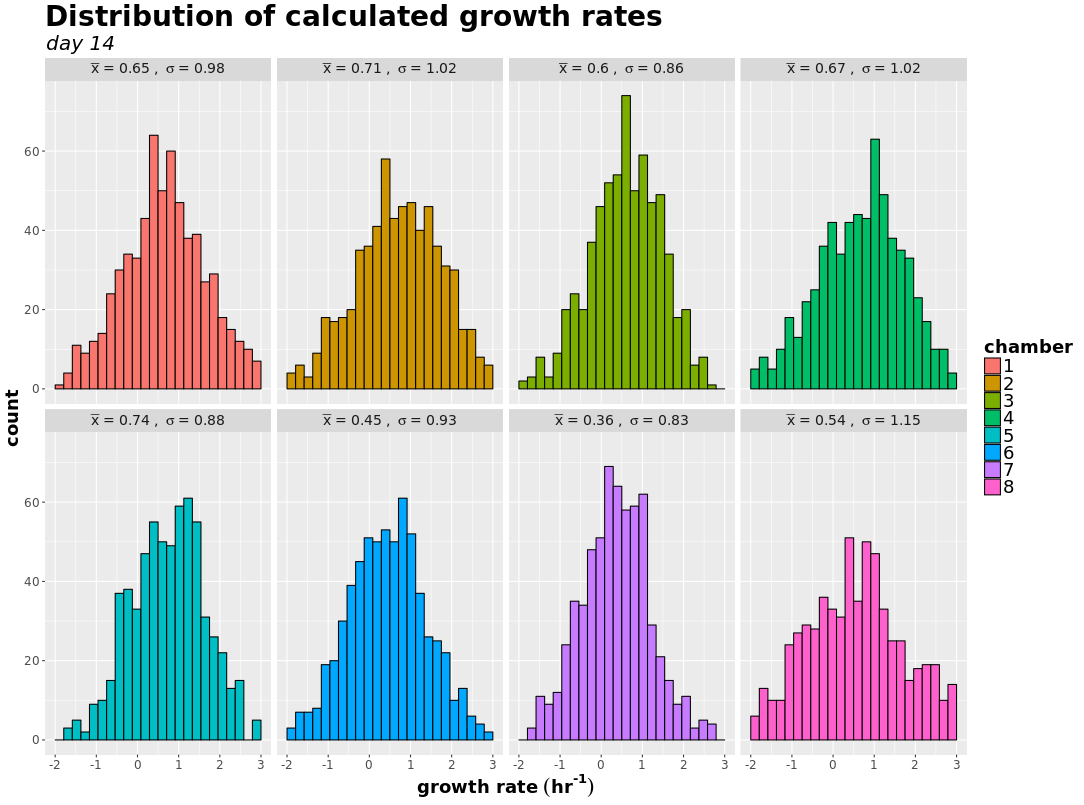 Distribution of calculated growth rates
day 14
x̅ = 0.65 , σ = 0.98
x̅ = 0.71 , σ = 1.02
x̅ = 0.6 , σ = 0.86
x̅ = 0.67 , σ = 1.02
60
40
20
0
x̅ = 0.74 , σ = 0.88
x̅ = 0.45 , σ = 0.93
x̅ = 0.36 , σ = 0.83
x̅ = 0.54 , σ = 1.15
60
40
20
0
-2 -1 0 1 2 3
-2 -1 0 1 2 3
-2 -1 0 1 2 3
-2 -1 0 1 2 3
count
growth rate (hr⁻¹)
chamber
1
2
3
4
5
6
7
8